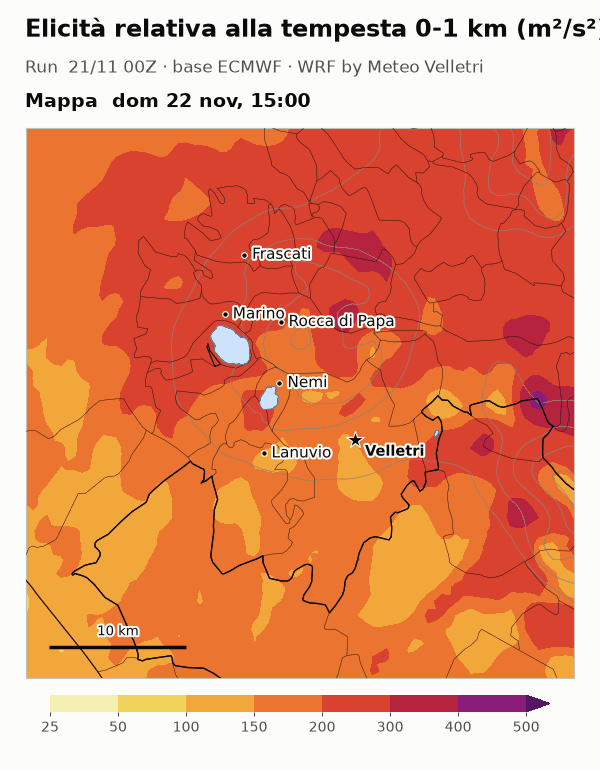 Elicità relativa alla tempesta 0-1 km (m²/s²)
Run 21/11 00Z · base ECMWF · WRF by Meteo Velletri
Mappa dom 22 nov, 15:00
Frascati
Marino
Rocca di Papa
Nemi
Velletri
Lanuvio
10 km
25 50 100 150 200 300 400 500